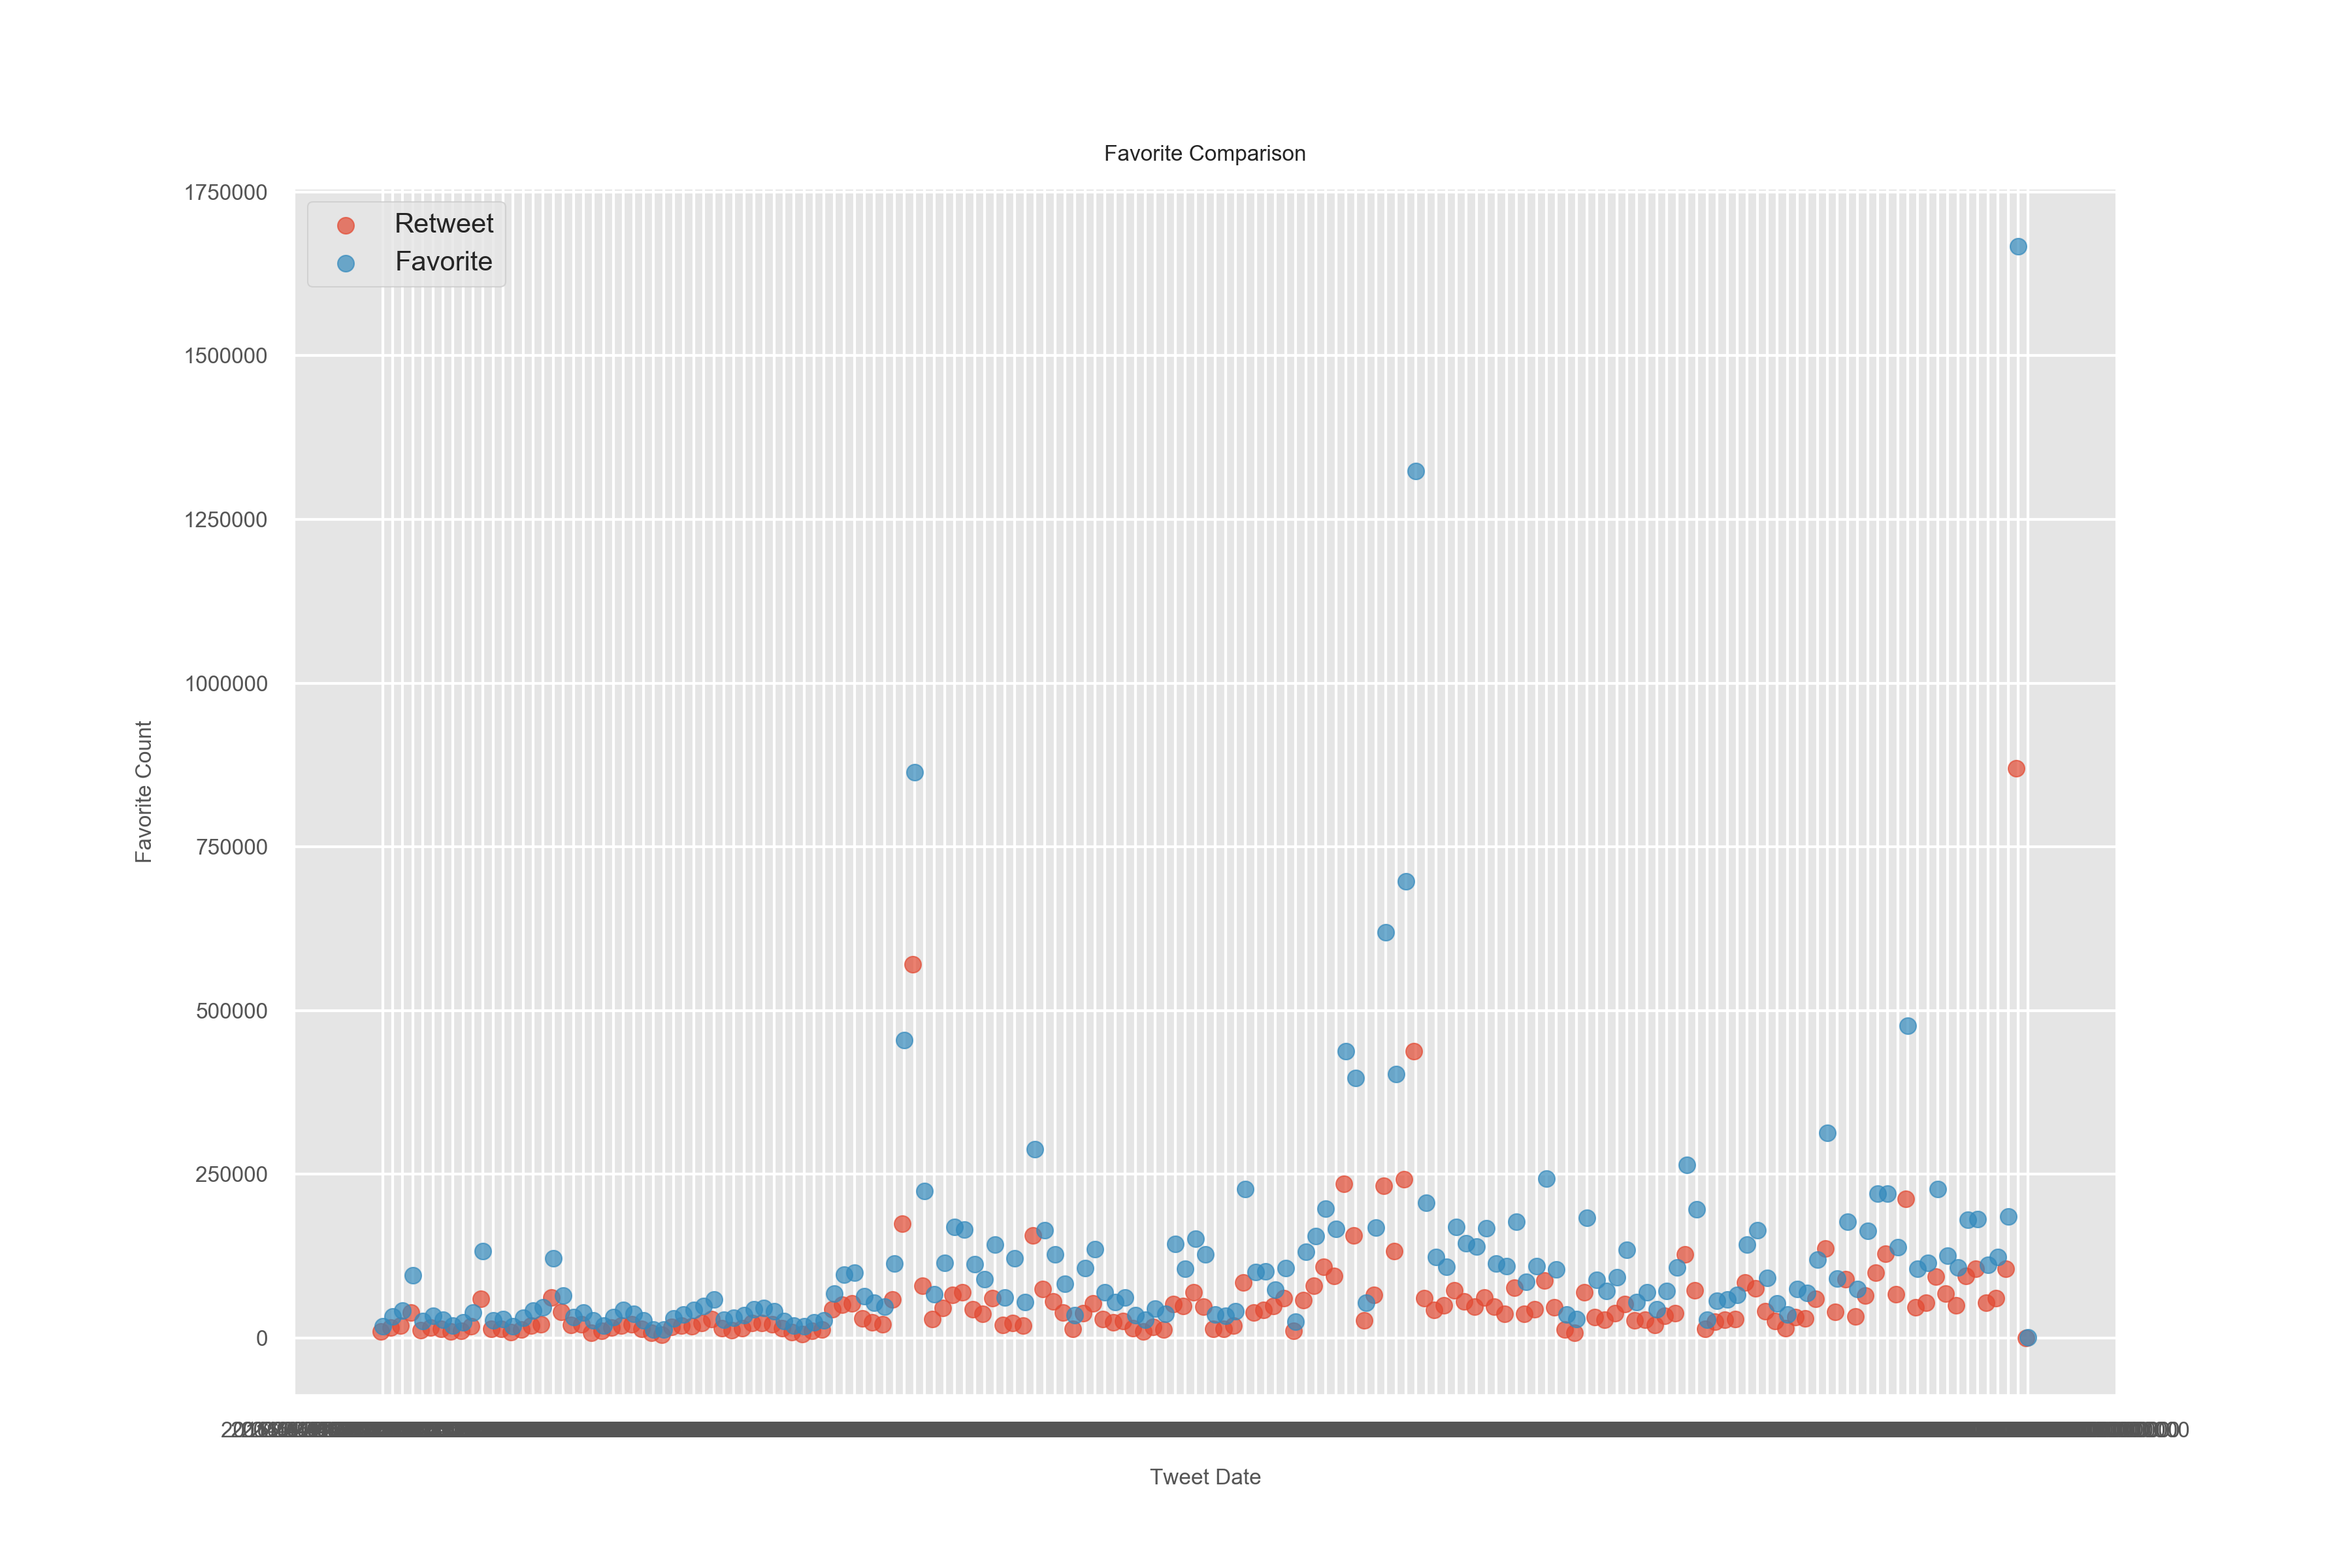 Favorite Comparison
1750000
Retweet
Favorite
1500000
1250000
1000000
750000
Favorite Count
500000
250000
0
Tweet Date